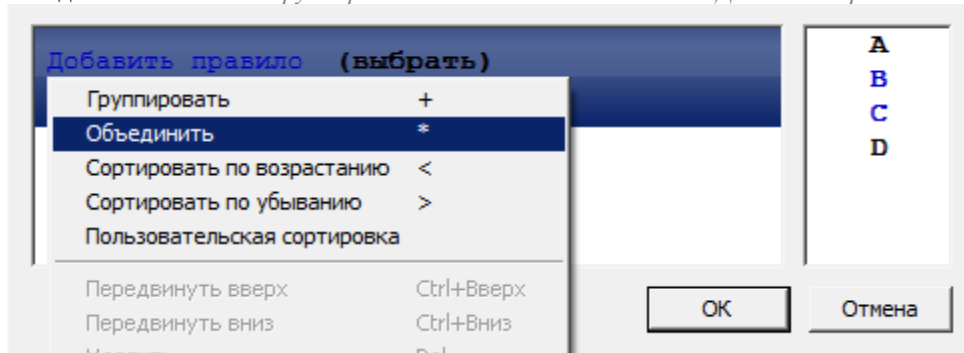 Добавить правило (выбрать)
Группировать +
Объединить *
Сортировать по возрастанию <
Сортировать по убыванию >
Пользовательская сортировка
Передвинуть вверх Ctrl+Вверх
Передвинуть вниз Ctrl+Вниз
A
B
C
D
OK
Отмена